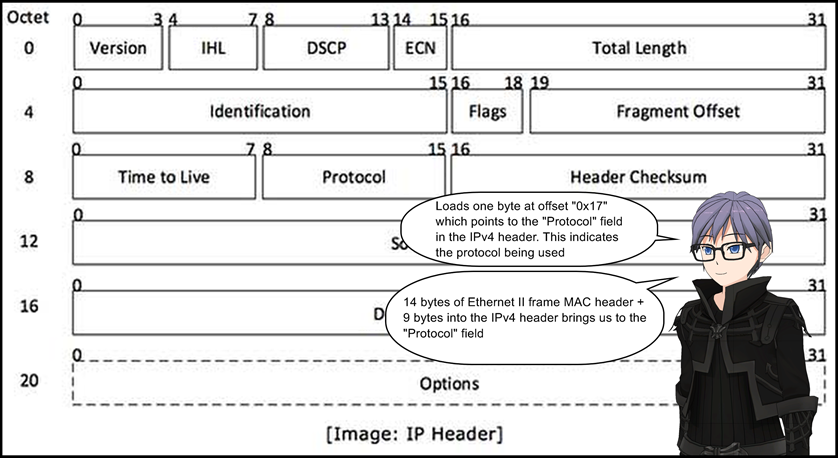 Octet
0 3 4 7 8 13 14 15 16 31
0 Version IHL DSCP ECN Total Length
0 15 16 18 19 31
4 Identification Flags Fragment Offset
0 7 8 15 16 31
8 Time to Live Protocol Header Checksum
0 31
Loads one byte at offset "0x17"
which points to the "Protocol" field
in the IPv4 header. This indicates
the protocol being used
12
0 31
14 bytes of Ethernet II frame MAC header +
9 bytes into the IPv4 header brings us to the
"Protocol" field
16 D
0 31
20 Options
[Image: IP Header]